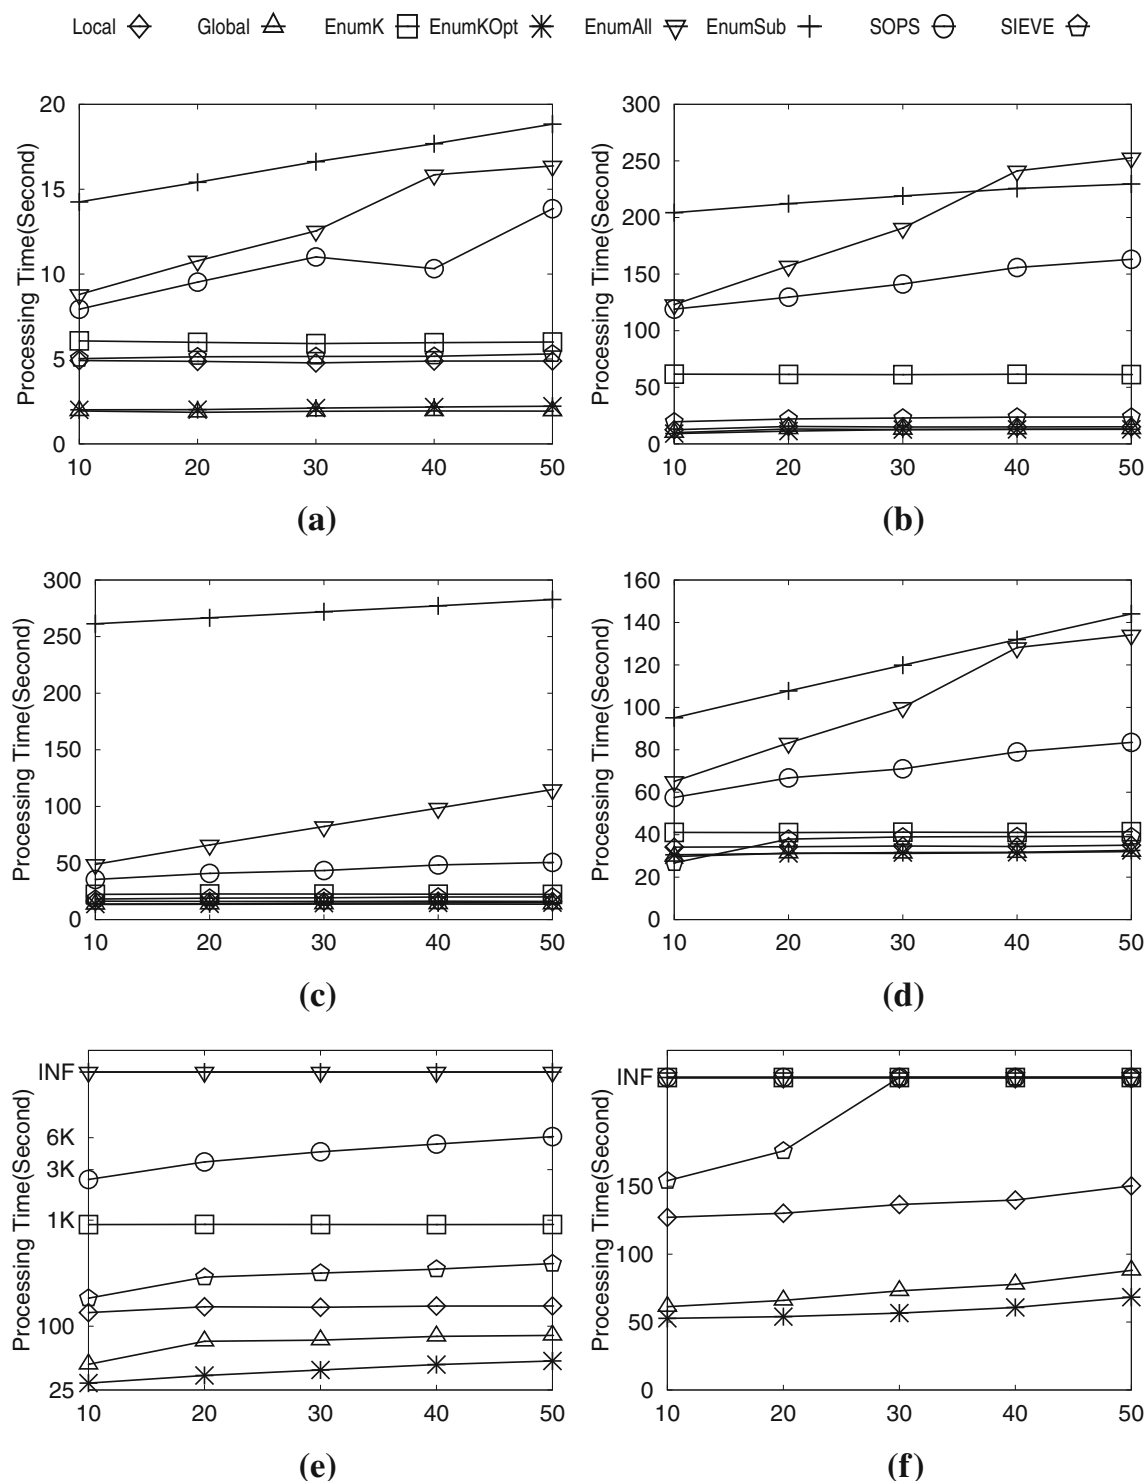 Local Global EnumK EnumKOpt EnumAll EnumSub SOPS SIEVE
Processing Time(Second)
20
15
10
5
0
10 20 30 40 50
(a)
Processing Time(Second)
300
250
200
150
100
50
0
10 20 30 40 50
(b)
Processing Time(Second)
300
250
200
150
100
50
0
10 20 30 40 50
(c)
Processing Time(Second)
160
140
120
100
80
60
40
20
0
10 20 30 40 50
(d)
Processing Time(Second)
INF
6K
3K
1K
100
25
10 20 30 40 50
(e)
Processing Time(Second)
INF
150
100
50
0
10 20 30 40 50
(f)